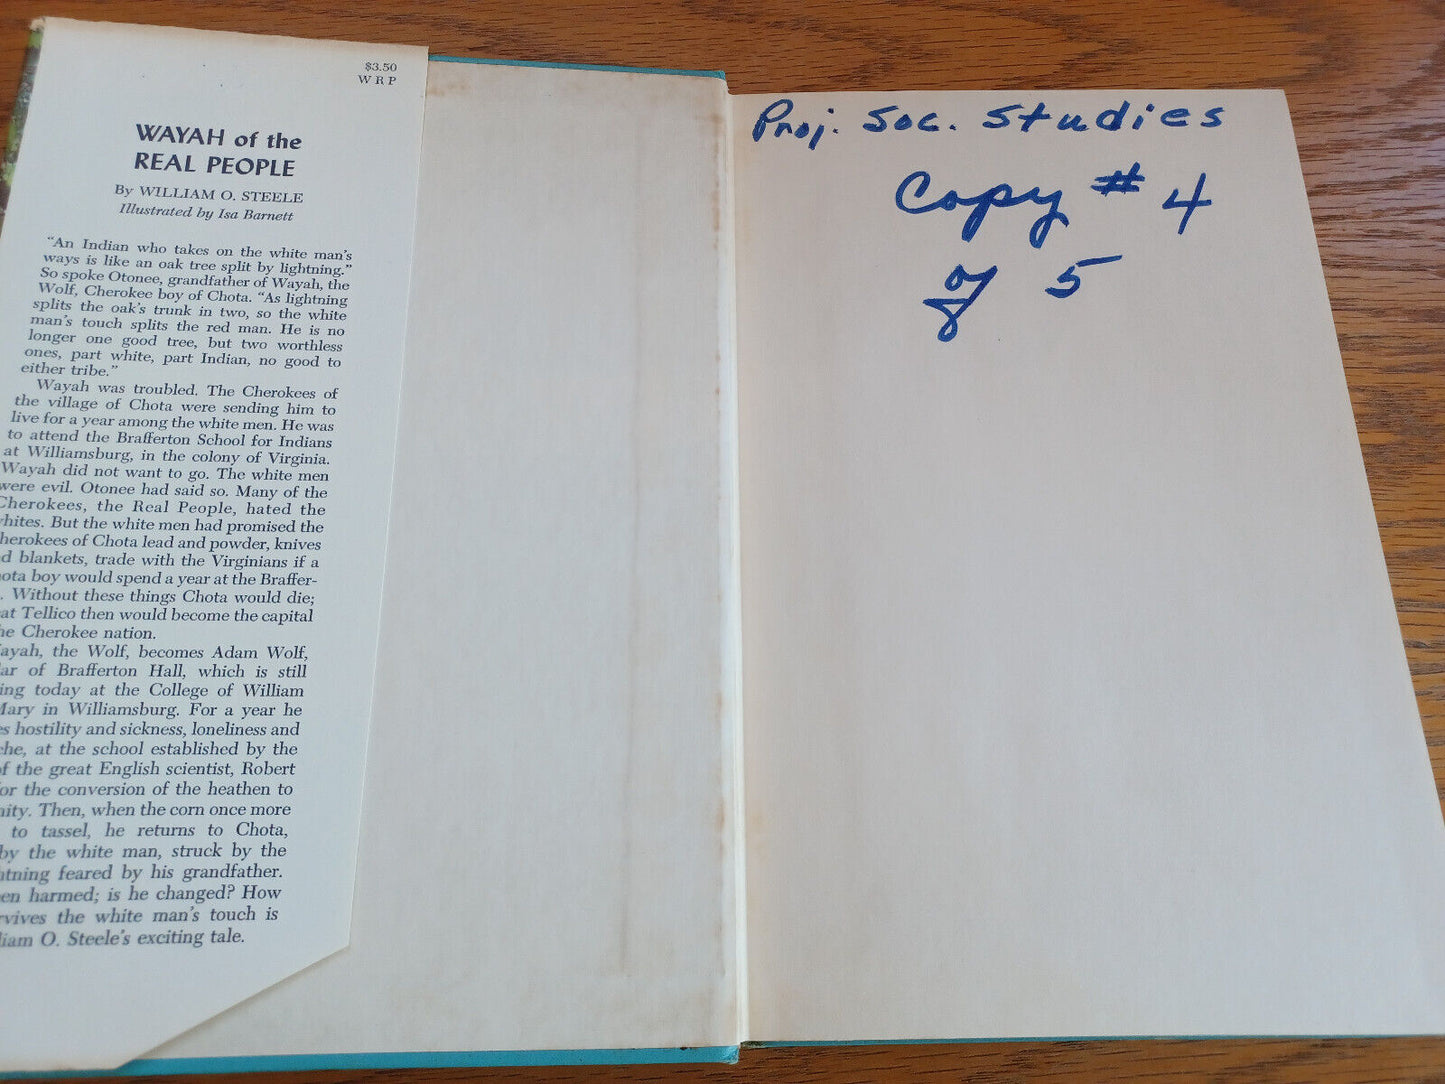 $3.50
WRP
WAYAH of the
REAL PEOPLE
By WILLIAM O. STEELE
Illustrated by Isa Barnett
"An Indian who takes on the white man's
ways is like an oak tree split by lightning."
So spoke Otonee, grandfather of Wayah, the
Wolf, Cherokee boy of Chota. "As lightning
splits the oak's trunk in two, so the white
man's touch splits the red man. He is no
longer one good tree, but two worthless
ones, part white, part Indian, no good to
either tribe."
Wayah was troubled. The Cherokees of
the village of Chota were sending him to
live for a year among the white men. He was
to attend the Brafferton School for Indians
at Williamsburg, in the colony of Virginia.
Wayah did not want to go. The white men
were evil. Otonee had said so. Many of the
Cherokees, the Real People, hated the
hites. But the white men had promised the
herokees of Chota lead and powder, knives
d blankets, trade with the Virginians if a
ota boy would spend a year at the Braffer-
. Without these things Chota would die;
at Tellico then would become the capital
he Cherokee nation.
ayah, the Wolf, becomes Adam Wolf,
lar of Brafferton Hall, which is still
ing today at the College of William
Mary in Williamsburg. For a year he
es hostility and sickness, loneliness and
che, at the school established by the
of the great English scientist, Robert
for the conversion of the heathen to
nity. Then, when the corn once more
to tassel, he returns to Chota,
by the white man, struck by the
htning feared by his grandfather.
en harmed; is he changed? How
rvives the white man's touch is
liam O. Steele's exciting tale.
Proj. Soc. Studies
Copy # 4
of 5